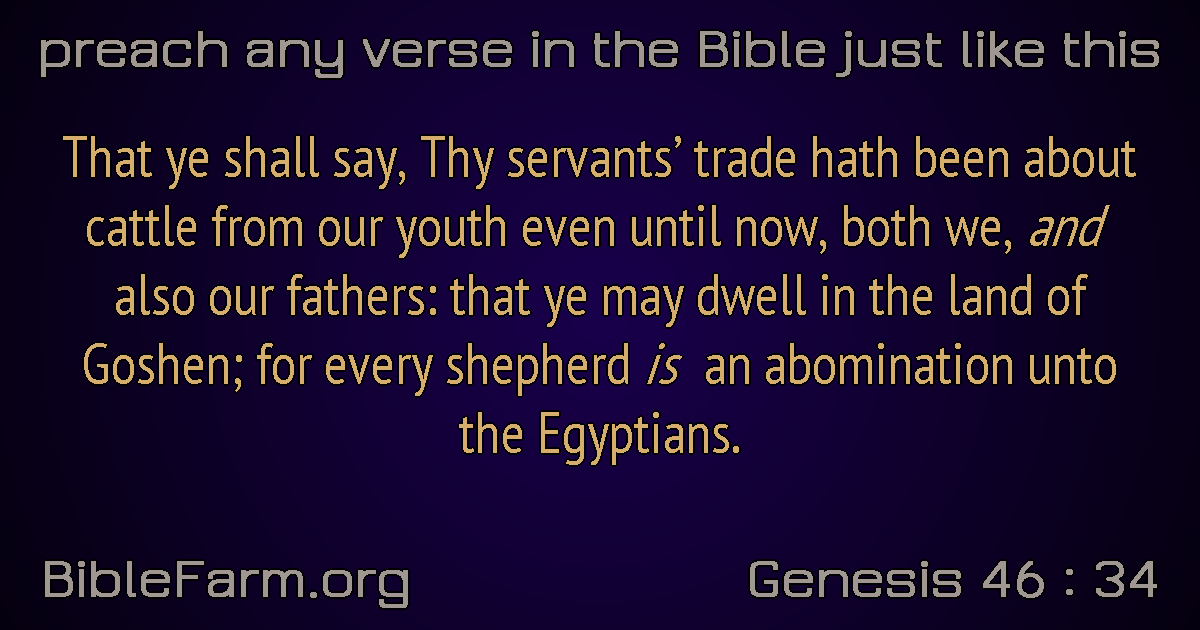 preach any verse in the Bible just like this
That ye shall say, Thy servants’ trade hath been about
cattle from our youth even until now, both we, and
also our fathers: that ye may dwell in the land of
Goshen; for every shepherd is an abomination unto
the Egyptians.
BibleFarm.org
Genesis 46 : 34